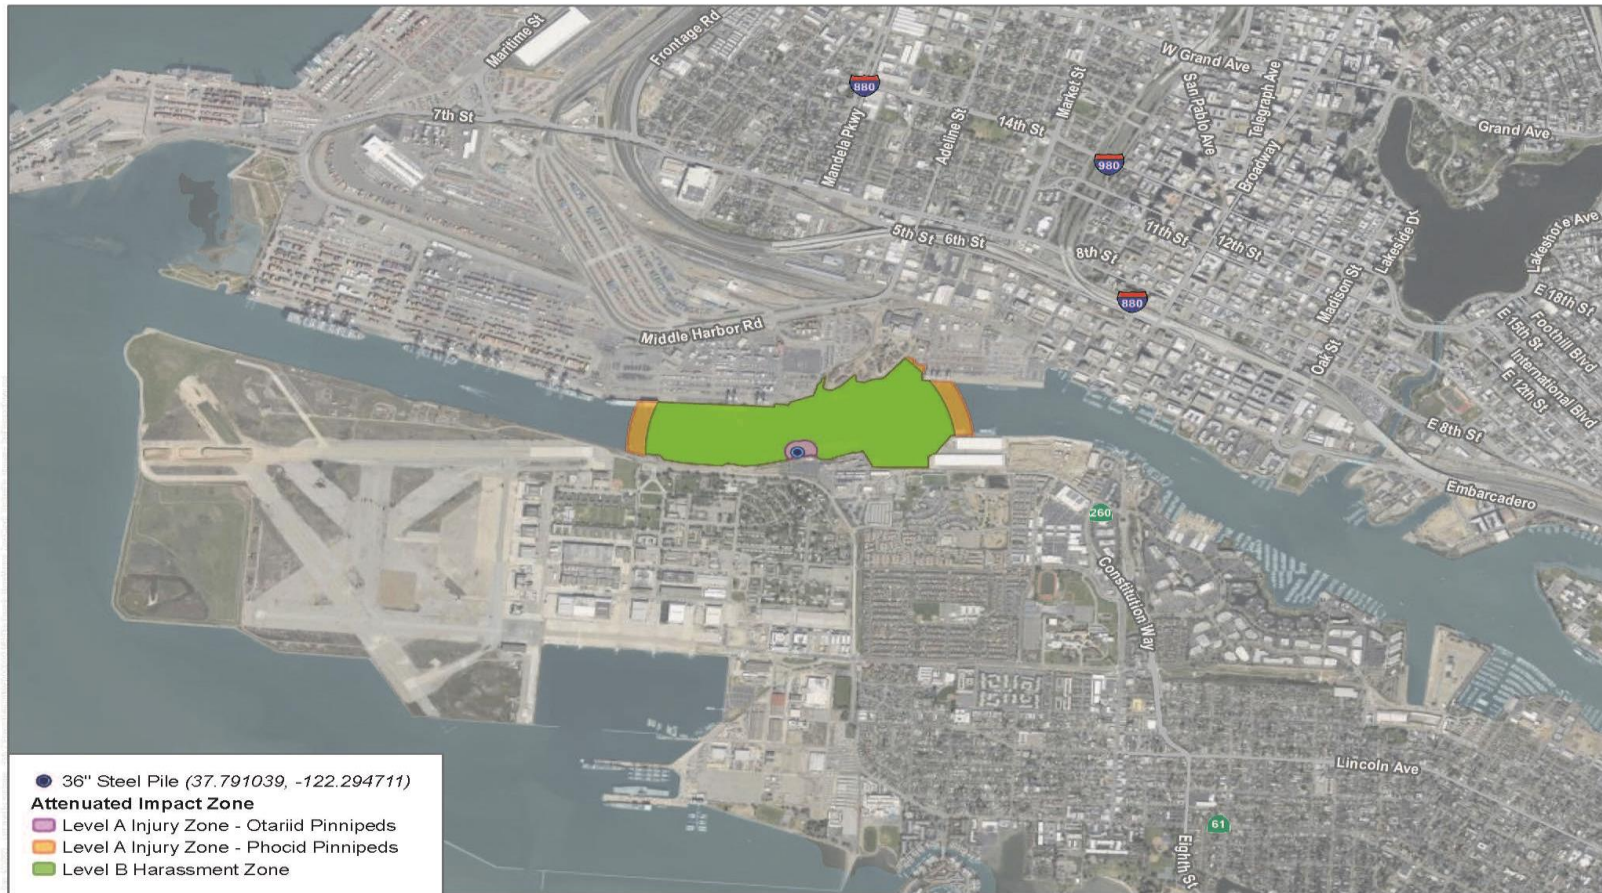 Maritime St
Frontage Rd
W Grand Ave
880
Market St
San Pablo Ave
Telegraph Ave
7th St
Mandela Pkwy
Adeline St
14th St
Grand Ave
980
Broadway
5th St
6th St
11th St
12th St
8th St
Lakeside Dr
Lakeshore Ave
Madison St
880
E 18th St
Foothill Blvd
E 15th St
Middle Harbor Rd
Oak St
International Blvd
E 12th St
E 8th St
Embarcadero
260
Constitution Way
Lincoln Ave
61
Eighth St
36" Steel Pile (37.791039, -122.294711)
Attenuated Impact Zone
Level A Injury Zone - Otariid Pinnipeds
Level A Injury Zone - Phocid Pinnipeds
Level B Harassment Zone